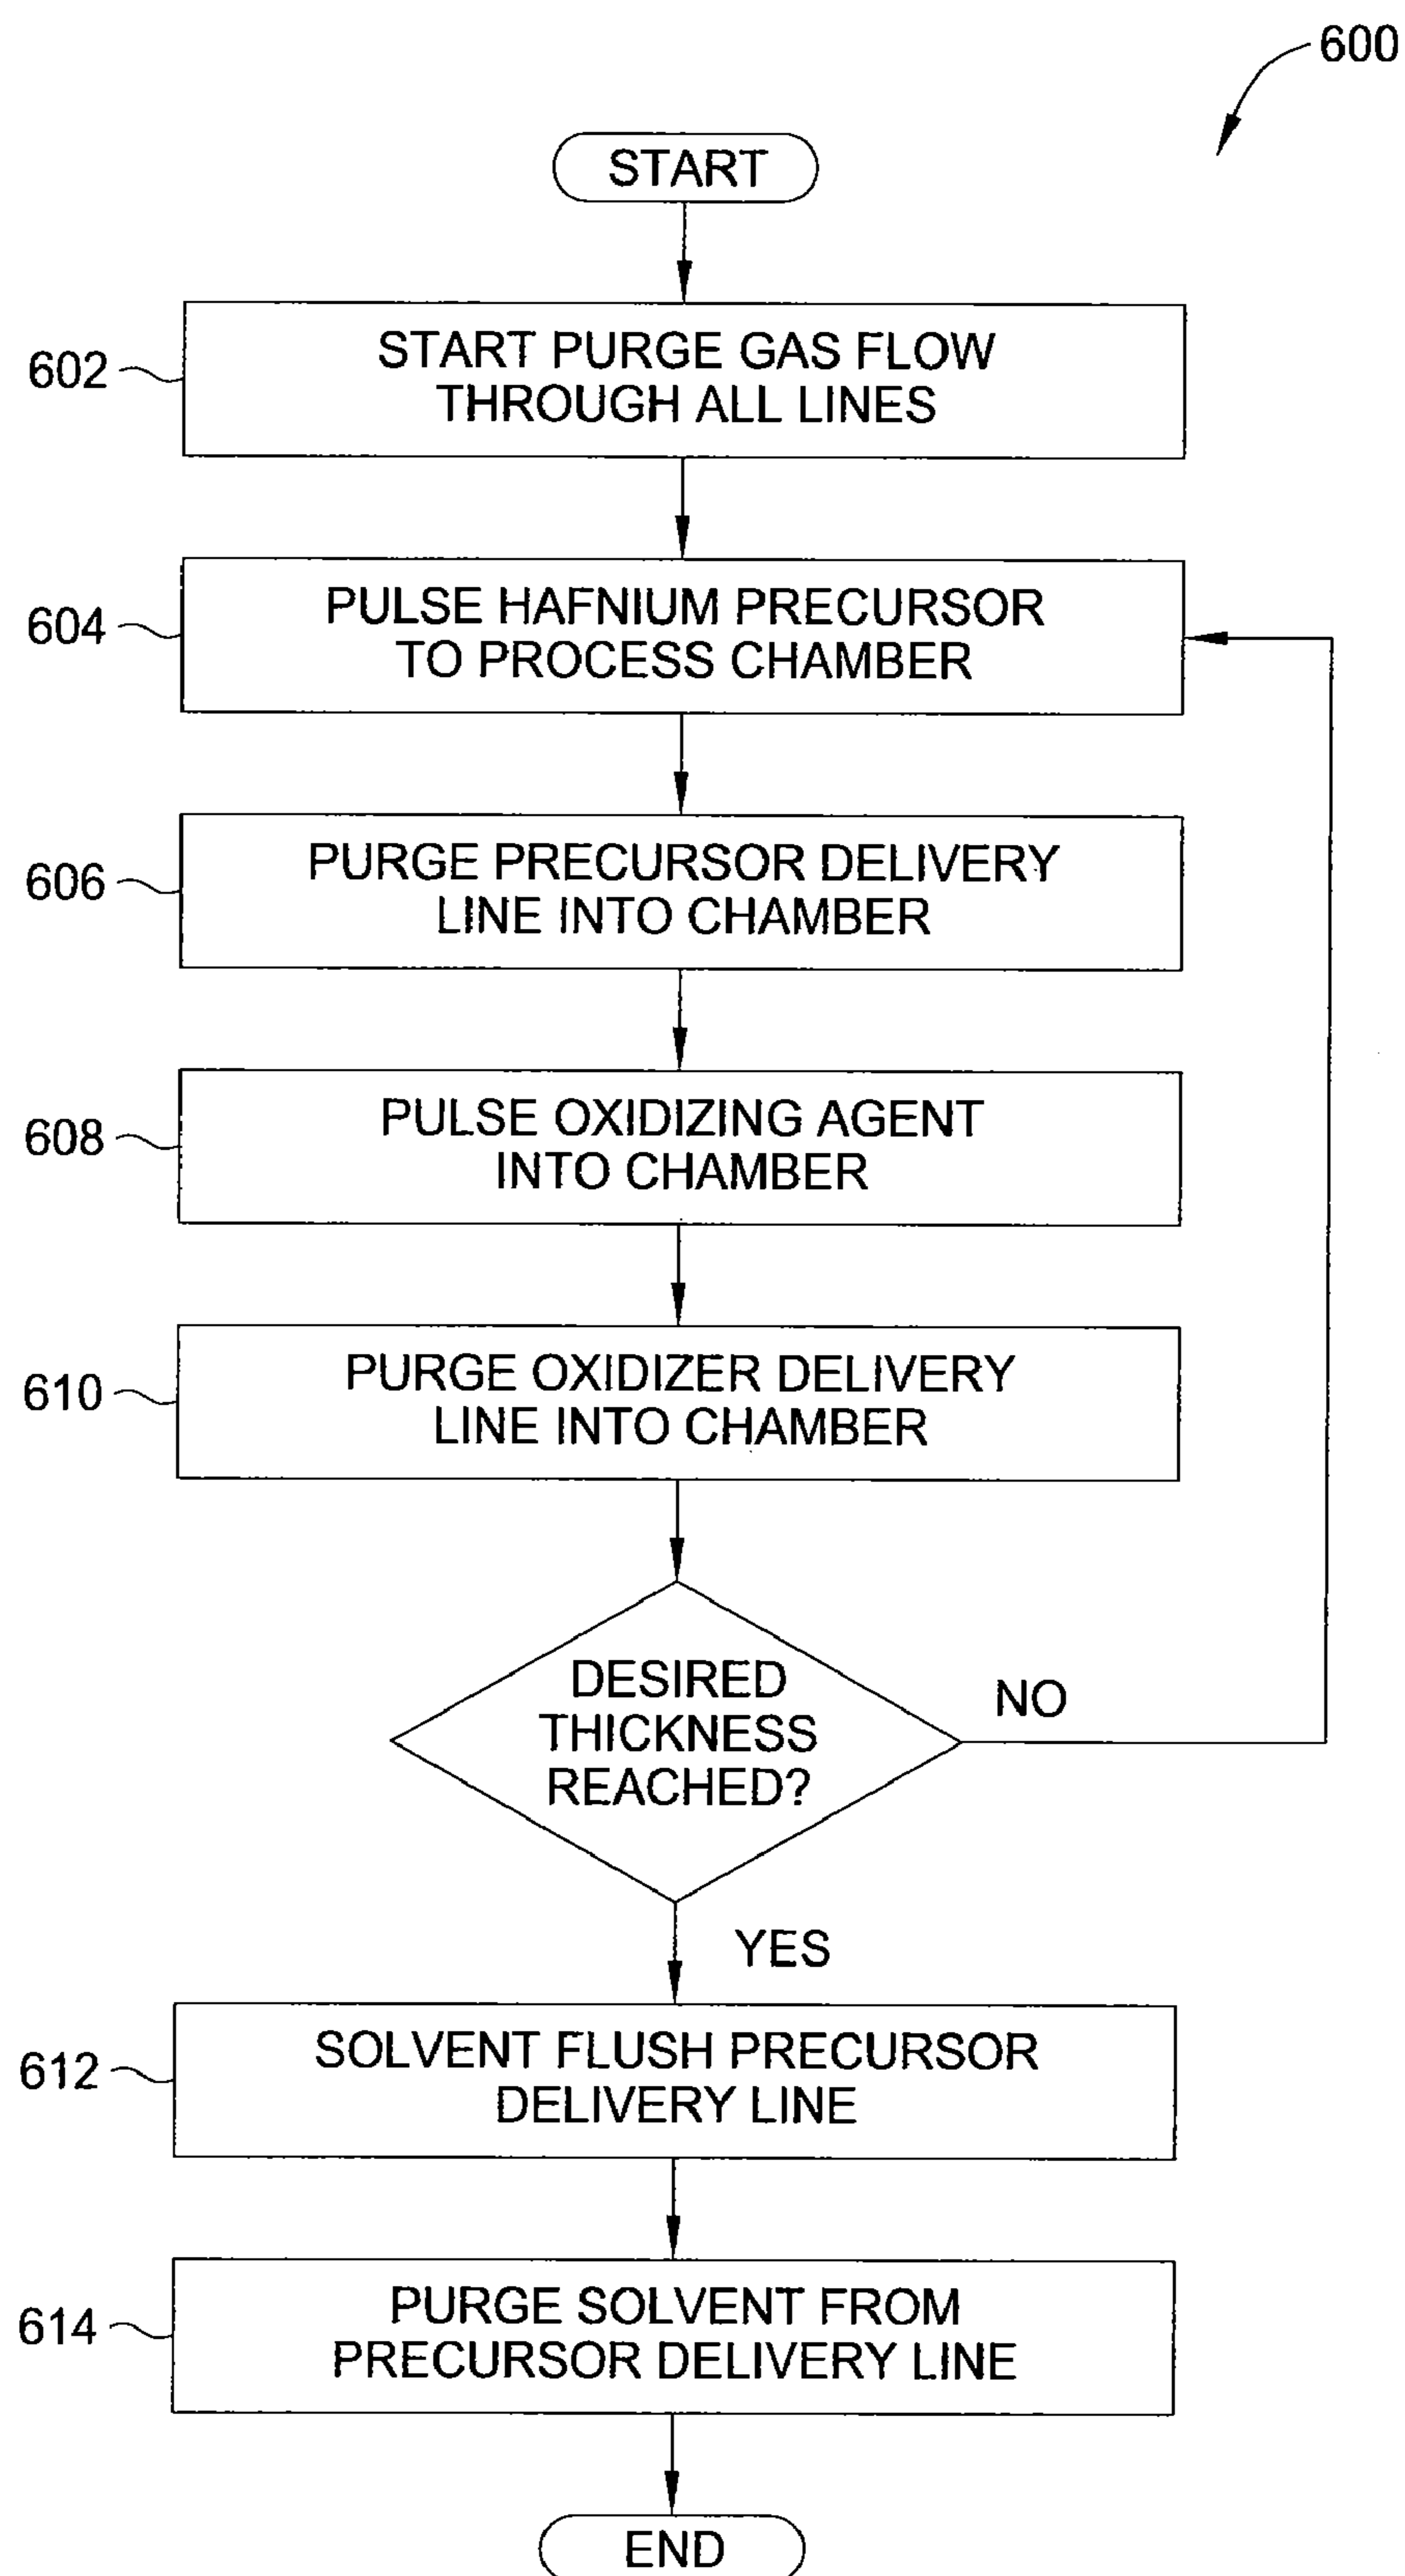 600
START
602
START PURGE GAS FLOW
THROUGH ALL LINES
604
PULSE HAFNIUM PRECURSOR
TO PROCESS CHAMBER
606
PURGE PRECURSOR DELIVERY
LINE INTO CHAMBER
608
PULSE OXIDIZING AGENT
INTO CHAMBER
610
PURGE OXIDIZER DELIVERY
LINE INTO CHAMBER
DESIRED
THICKNESS
REACHED?
NO
YES
612
SOLVENT FLUSH PRECURSOR
DELIVERY LINE
614
PURGE SOLVENT FROM
PRECURSOR DELIVERY LINE
END